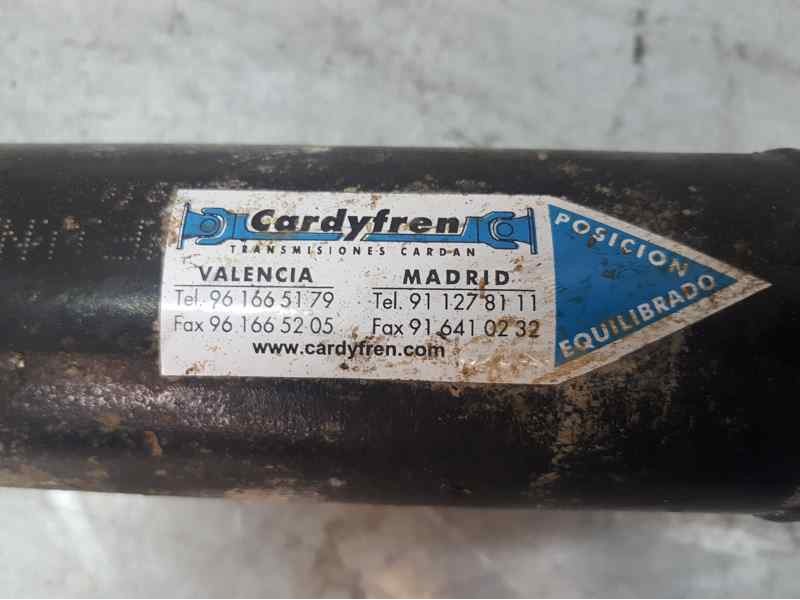 Cardyfren
TRANSMISIONES CARDAN
VALENCIA
Tel. 96 166 51 79
Fax 96 166 52 05
MADRID
Tel. 91 127 81 11
Fax 91 641 02 32
www.cardyfren.com
POSICION
EQUILIBRADO